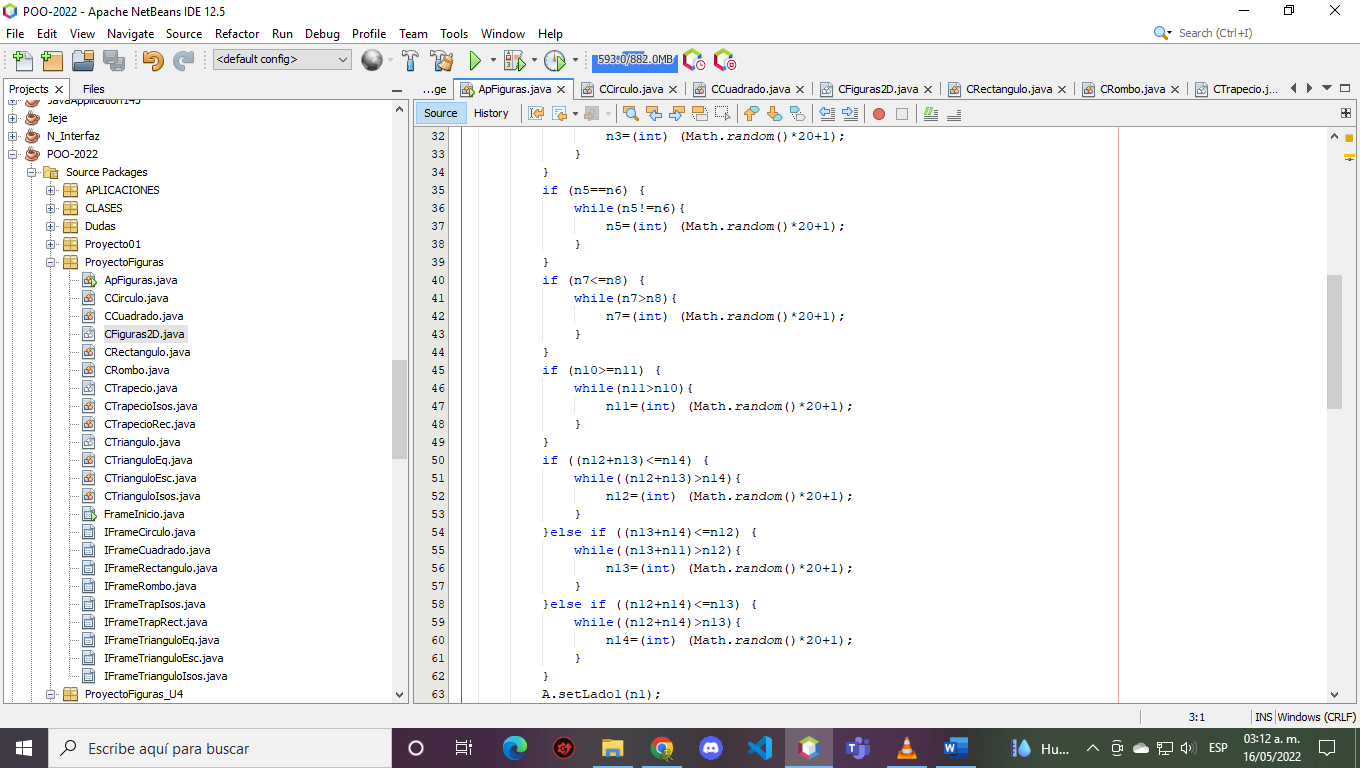 POO-2022 - Apache NetBeans IDE 12.5
File Edit View Navigate Source Refactor Run Debug Profile Team Tools Window Help
Search (Ctrl+I)
<default config>
593.0/882.0MB
Projects
Files
...ge
ApFiguras.java
CCirculo.java
CCuadrado.java
CFiguras2D.java
CRectangulo.java
CRombo.java
CTrapecio.j...
Source
History
JavaApplication145
Jeje
N_Interfaz
POO-2022
Source Packages
APLICACIONES
CLASES
Dudas
Proyecto01
ProyectoFiguras
ApFiguras.java
CCirculo.java
CCuadrado.java
CFiguras2D.java
CRectangulo.java
CRombo.java
CTrapecio.java
CTrapecioIsos.java
CTrapecioRec.java
CTriangulo.java
CTrianguloEq.java
CTrianguloEsc.java
CTrianguloIsos.java
FrameInicio.java
IFrameCirculo.java
IFrameCuadrado.java
IFrameRectangulo.java
IFrameRombo.java
IFrameTrapIsos.java
IFrameTrapRect.java
IFrameTrianguloEq.java
IFrameTrianguloEsc.java
IFrameTrianguloIsos.java
ProyectoFiguras_U4
32 n3=(int) (Math.random()*20+1);
33 }
34 }
35 if (n5==n6) {
36 while(n5!=n6){
37 n5=(int) (Math.random()*20+1);
38 }
39 }
40 if (n7<=n8) {
41 while(n7>n8){
42 n7=(int) (Math.random()*20+1);
43 }
44 }
45 if (n10>=n11) {
46 while(n11>n10){
47 n11=(int) (Math.random()*20+1);
48 }
49 }
50 if ((n12+n13)<=n14) {
51 while((n12+n13)>n14){
52 n12=(int) (Math.random()*20+1);
53 }
54 }else if ((n13+n14)<=n12) {
55 while((n13+n11)>n12){
56 n13=(int) (Math.random()*20+1);
57 }
58 }else if ((n12+n14)<=n13) {
59 while((n12+n14)>n13){
60 n14=(int) (Math.random()*20+1);
61 }
62 }
63 A.setLado1(n1);
3:1
INS
Windows (CRLF)
Escribe aquí para buscar
Hu...
ESP
03:12 a. m.
16/05/2022